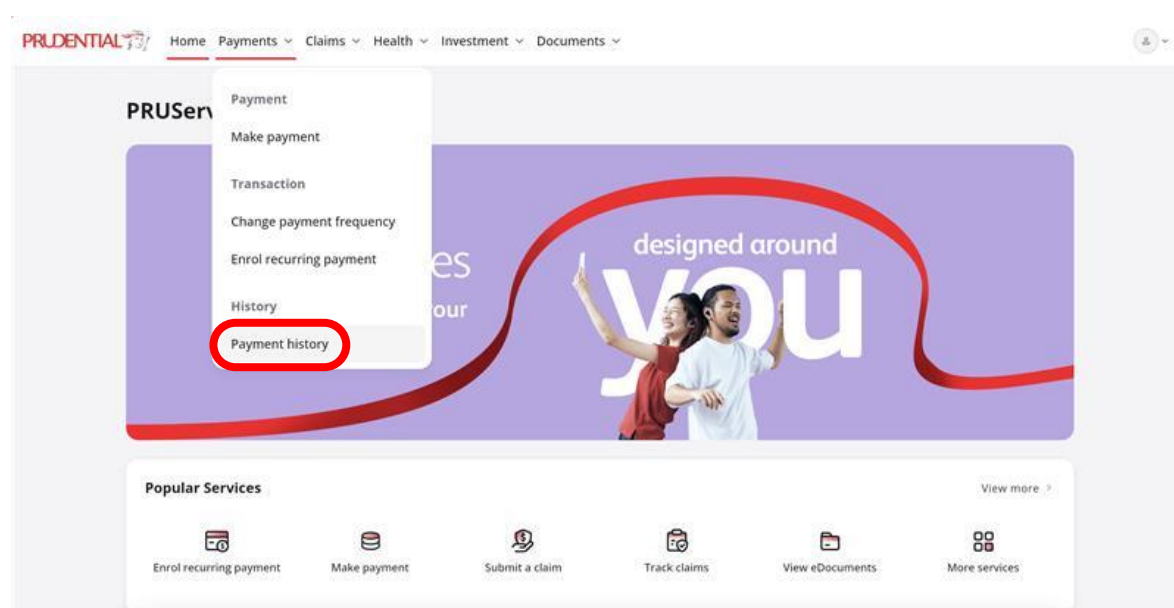 PRUDENTIAL Home Payments Claims Health Investment Documents
PRUServ
Payment
Make payment
Transaction
Change payment frequency
Enrol recurring payment
History
Payment history
es
our
designed around
you
Popular Services
View more
Enrol recurring payment Make payment Submit a claim Track claims View eDocuments More services